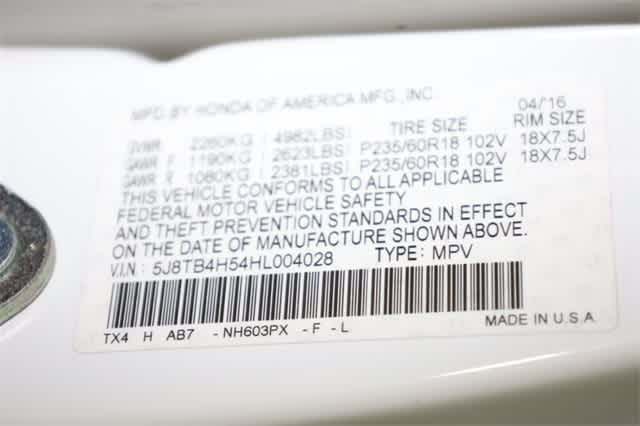 MFD. BY HONDA OF AMERICA MFG., INC. 04/16
GVWR 2260KG (4982LBS) TIRE SIZE RIM SIZE
GAWR F 1190KG (2623LBS) P235/60R18 102V 18X7.5J
GAWR R 1080KG (2381LBS) P235/60R18 102V 18X7.5J
THIS VEHICLE CONFORMS TO ALL APPLICABLE
FEDERAL MOTOR VEHICLE SAFETY
AND THEFT PREVENTION STANDARDS IN EFFECT
ON THE DATE OF MANUFACTURE SHOWN ABOVE.
V.I.N: 5J8TB4H54HL004028 TYPE: MPV
TX4 H AB7 -NH603PX -F -L MADE IN U.S.A.